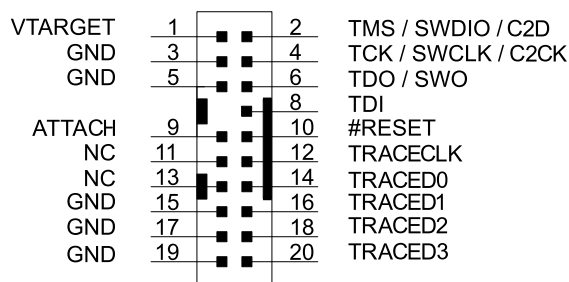 VTARGET 1 2 TMS / SWDIO / C2D
GND 3 4 TCK / SWCLK / C2CK
GND 5 6 TDO / SWO
8 TDI
ATTACH 9 10 #RESET
NC 11 12 TRACECLK
NC 13 14 TRACED0
GND 15 16 TRACED1
GND 17 18 TRACED2
GND 19 20 TRACED3